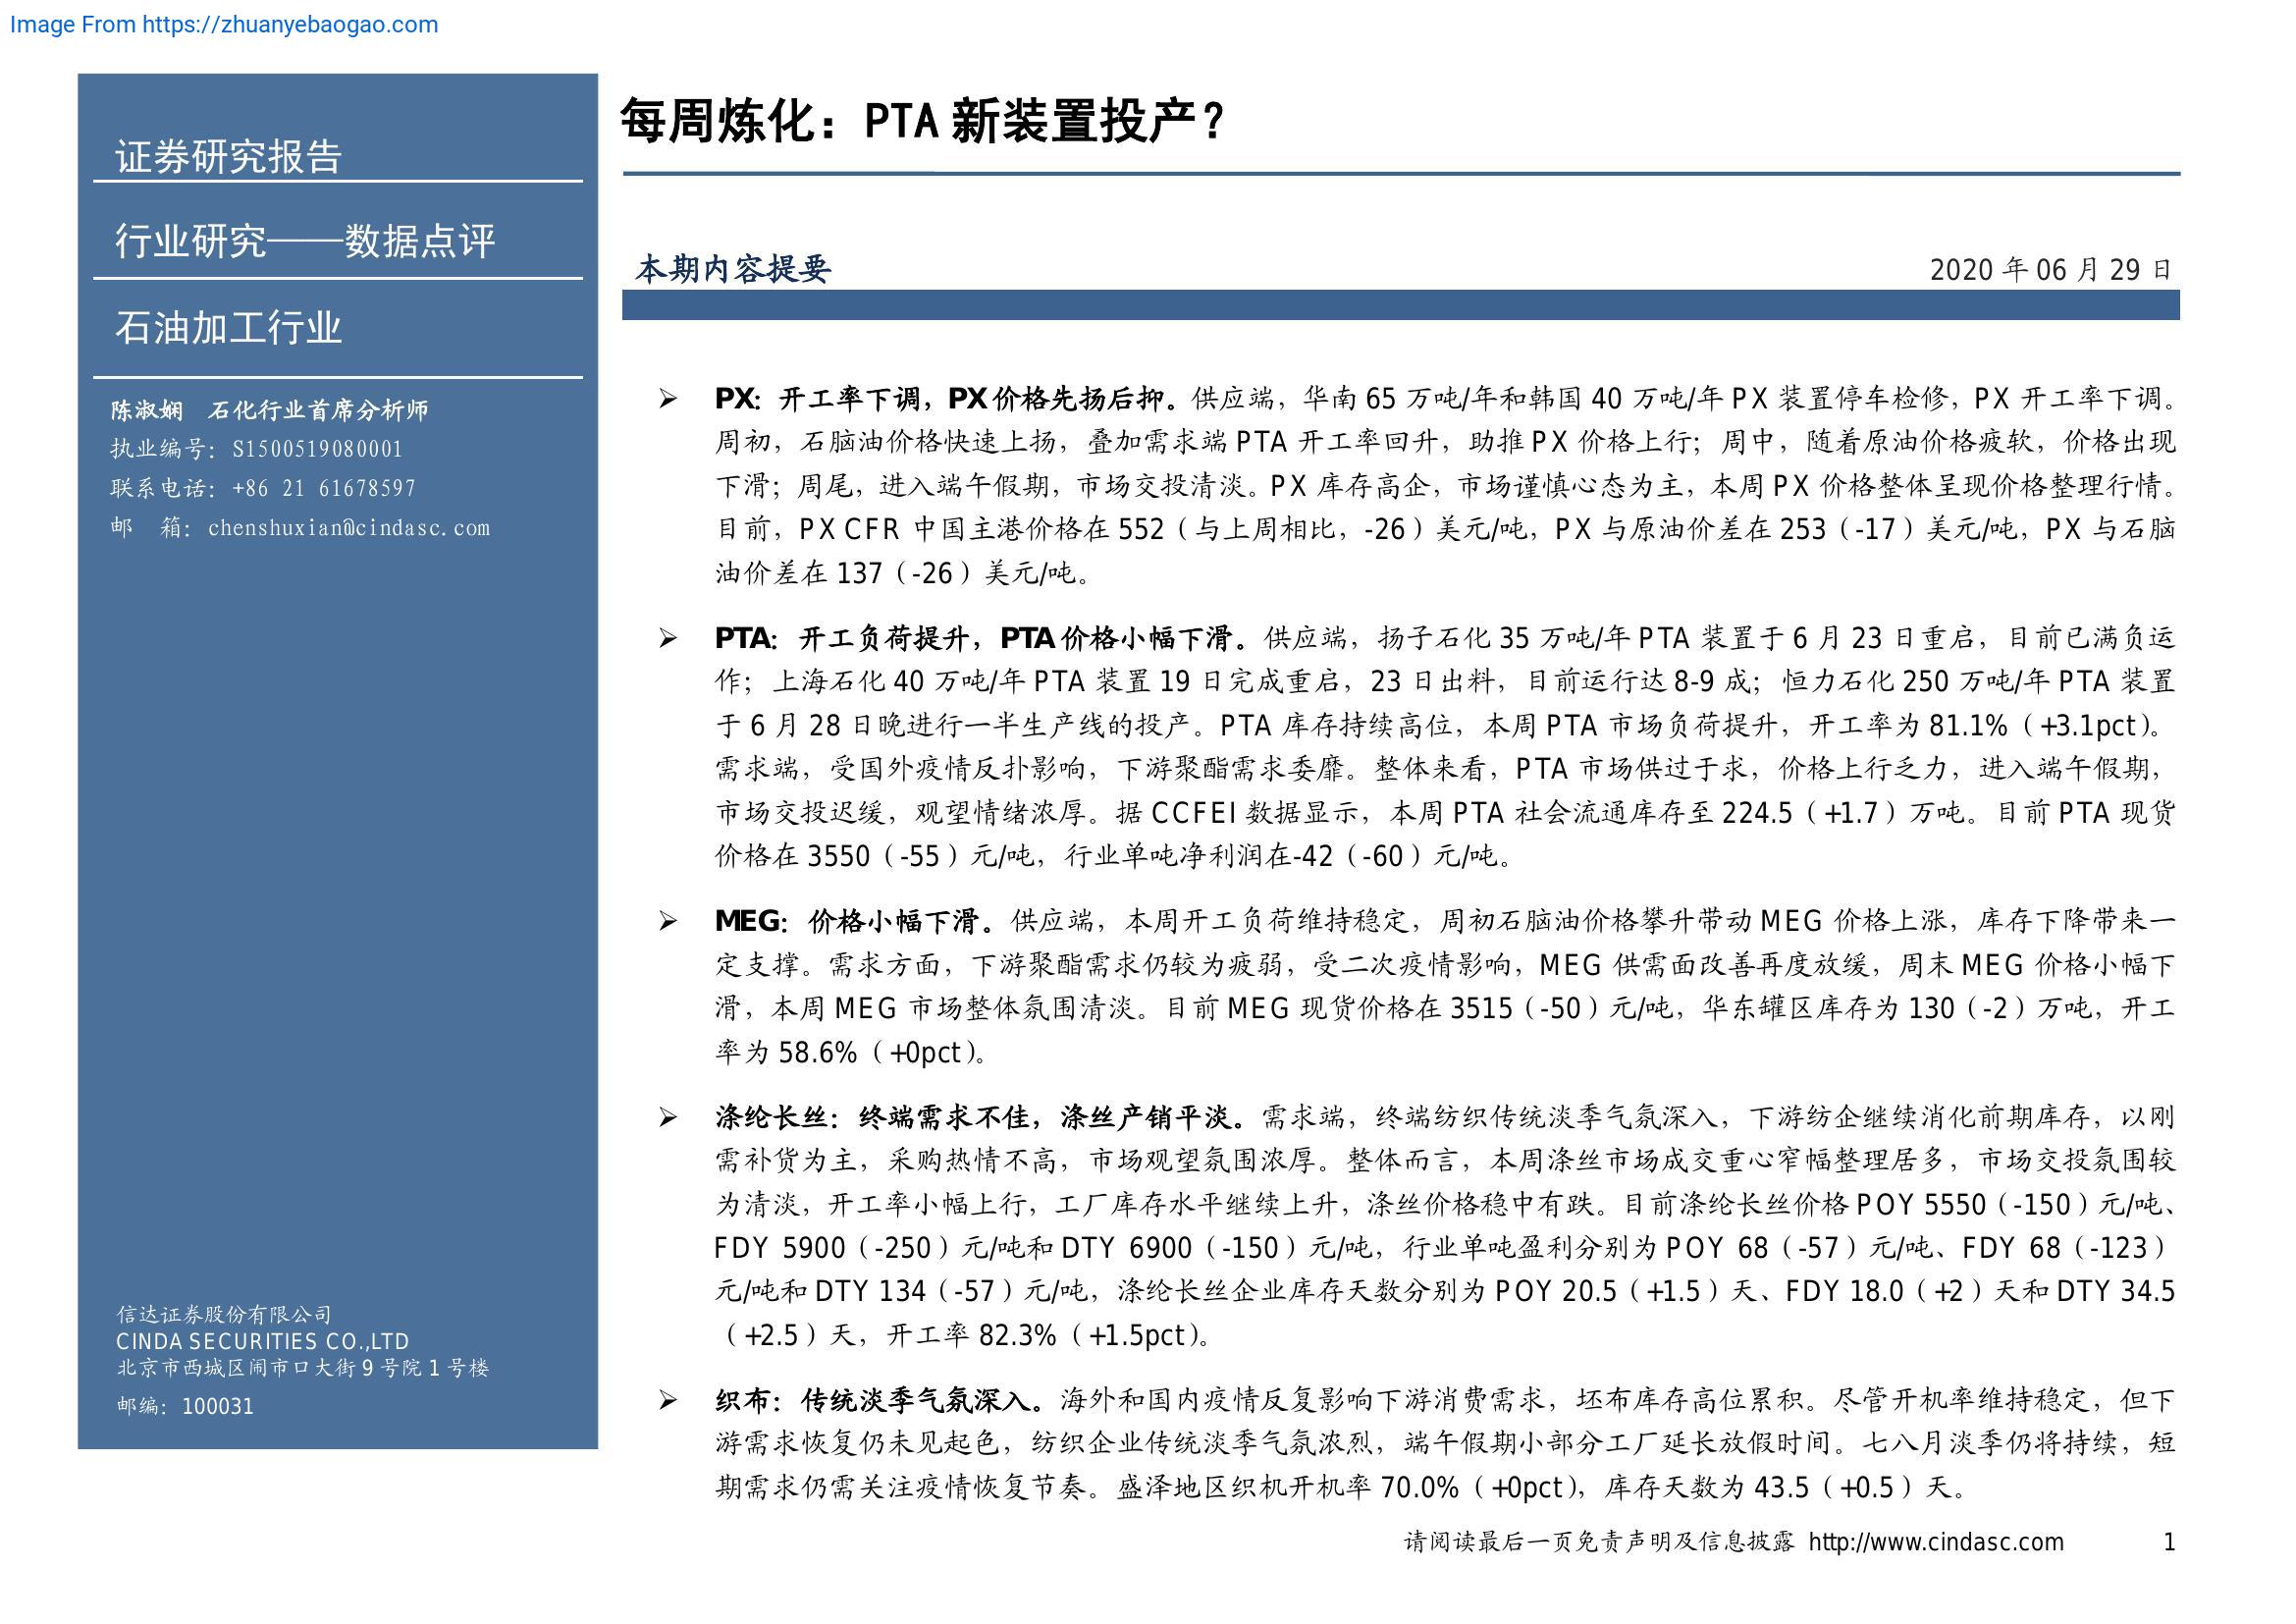 Image From https://zhuanyebaogao.com
证券研究报告
行业研究——数据点评
石油加工行业
陈淑娴 石化行业首席分析师
执业编号：S1500519080001
联系电话：+86 21 61678597
邮 箱：chenshuxian@cindasc.com
信达证券股份有限公司
CINDA SECURITIES CO.,LTD
北京市西城区闹市口大街 9 号院 1 号楼
邮编：100031
每周炼化：PTA 新装置投产？
本期内容提要
2020 年 06 月 29 日
➢ PX：开工率下调，PX 价格先扬后抑。供应端，华南 65 万吨/年和韩国 40 万吨/年 PX 装置停车检修，PX 开工率下调。
周初，石脑油价格快速上扬，叠加需求端 PTA 开工率回升，助推 PX 价格上行；周中，随着原油价格疲软，价格出现
下滑；周尾，进入端午假期，市场交投清淡。PX 库存高企，市场谨慎心态为主，本周 PX 价格整体呈现价格整理行情。
目前，PX CFR 中国主港价格在 552（与上周相比，-26）美元/吨，PX 与原油价差在 253（-17）美元/吨，PX 与石脑
油价差在 137（-26）美元/吨。
➢ PTA：开工负荷提升，PTA 价格小幅下滑。供应端，扬子石化 35 万吨/年 PTA 装置于 6 月 23 日重启，目前已满负运
作；上海石化 40 万吨/年 PTA 装置 19 日完成重启，23 日出料，目前运行达 8-9 成；恒力石化 250 万吨/年 PTA 装置
于 6 月 28 日晚进行一半生产线的投产。PTA 库存持续高位，本周 PTA 市场负荷提升，开工率为 81.1%（+3.1pct）。
需求端，受国外疫情反扑影响，下游聚酯需求委靡。整体来看，PTA 市场供过于求，价格上行乏力，进入端午假期，
市场交投迟缓，观望情绪浓厚。据 CCFEI 数据显示，本周 PTA 社会流通库存至 224.5（+1.7）万吨。目前 PTA 现货
价格在 3550（-55）元/吨，行业单吨净利润在-42（-60）元/吨。
➢ MEG：价格小幅下滑。供应端，本周开工负荷维持稳定，周初石脑油价格攀升带动 MEG 价格上涨，库存下降带来一
定支撑。需求方面，下游聚酯需求仍较为疲弱，受二次疫情影响，MEG 供需面改善再度放缓，周末 MEG 价格小幅下
滑，本周 MEG 市场整体氛围清淡。目前 MEG 现货价格在 3515（-50）元/吨，华东罐区库存为 130（-2）万吨，开工
率为 58.6%（+0pct）。
➢ 涤纶长丝：终端需求不佳，涤丝产销平淡。需求端，终端纺织传统淡季气氛深入，下游纺企继续消化前期库存，以刚
需补货为主，采购热情不高，市场观望氛围浓厚。整体而言，本周涤丝市场成交重心窄幅整理居多，市场交投氛围较
为清淡，开工率小幅上行，工厂库存水平继续上升，涤丝价格稳中有跌。目前涤纶长丝价格 POY 5550（-150）元/吨、
FDY 5900（-250）元/吨和 DTY 6900（-150）元/吨，行业单吨盈利分别为 POY 68（-57）元/吨、FDY 68（-123）
元/吨和 DTY 134（-57）元/吨，涤纶长丝企业库存天数分别为 POY 20.5（+1.5）天、FDY 18.0（+2）天和 DTY 34.5
（+2.5）天，开工率 82.3%（+1.5pct）。
➢ 织布：传统淡季气氛深入。海外和国内疫情反复影响下游消费需求，坯布库存高位累积。尽管开机率维持稳定，但下
游需求恢复仍未见起色，纺织企业传统淡季气氛浓烈，端午假期小部分工厂延长放假时间。七八月淡季仍将持续，短
期需求仍需关注疫情恢复节奏。盛泽地区织机开机率 70.0%（+0pct），库存天数为 43.5（+0.5）天。
请阅读最后一页免责声明及信息披露 http://www.cindasc.com 1